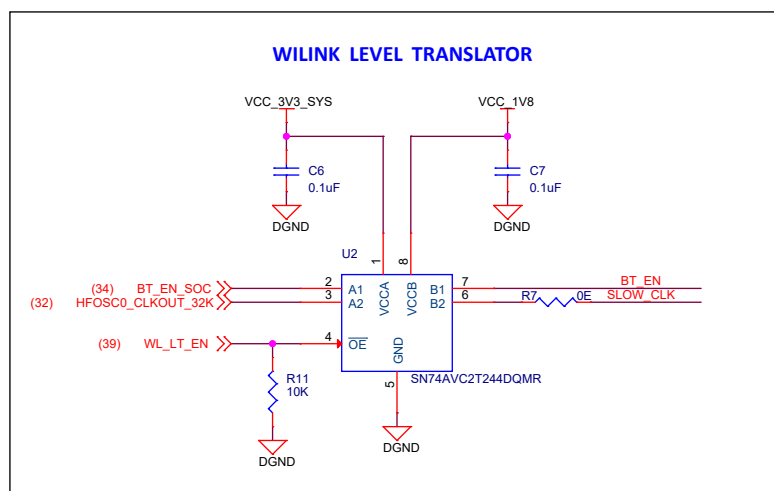 WILINK LEVEL TRANSLATOR
VCC_3V3_SYS
VCC_1V8
C6
0.1uF
C7
0.1uF
DGND
DGND
U2
1
8
VCCA
VCCB
(34) BT_EN_SOC
2
A1
B1
7
BT_EN
(32) HFOSC0_CLKOUT_32K
3
A2
B2
6
R7
0E
SLOW_CLK
(39) WL_LT_EN
4
OE
GND
5
SN74AVC2T244DQMR
R11
10K
DGND
DGND